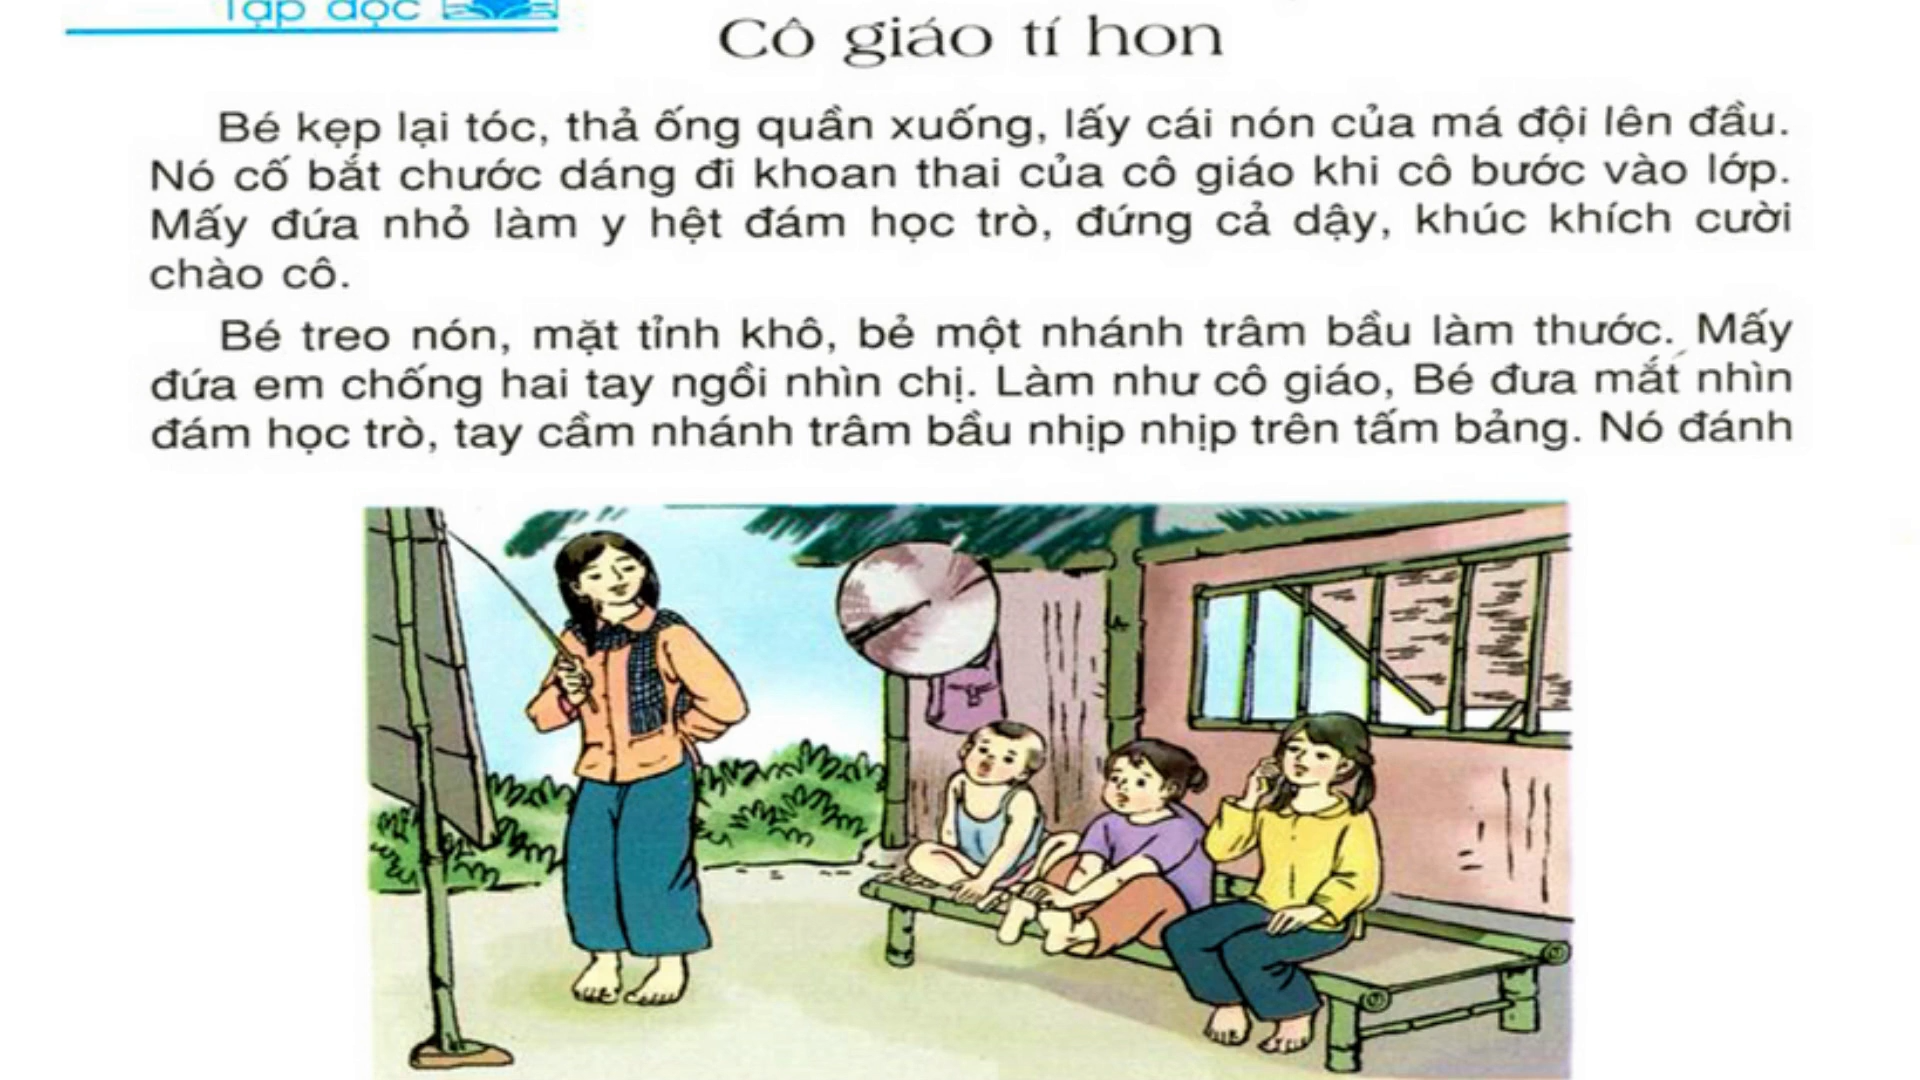 Tập đọc
Cô giáo tí hon
Bé kẹp lại tóc, thả ống quần xuống, lấy cái nón của má đội lên đầu.
Nó cố bắt chước dáng đi khoan thai của cô giáo khi cô bước vào lớp.
Mấy đứa nhỏ làm y hệt đám học trò, đứng cả dậy, khúc khích cười
chào cô.
Bé treo nón, mặt tỉnh khô, bẻ một nhánh trâm bầu làm thước. Mấy
đứa em chống hai tay ngồi nhìn chị. Làm như cô giáo, Bé đưa mắt nhìn
đám học trò, tay cầm nhánh trâm bầu nhịp nhịp trên tấm bảng. Nó đánh